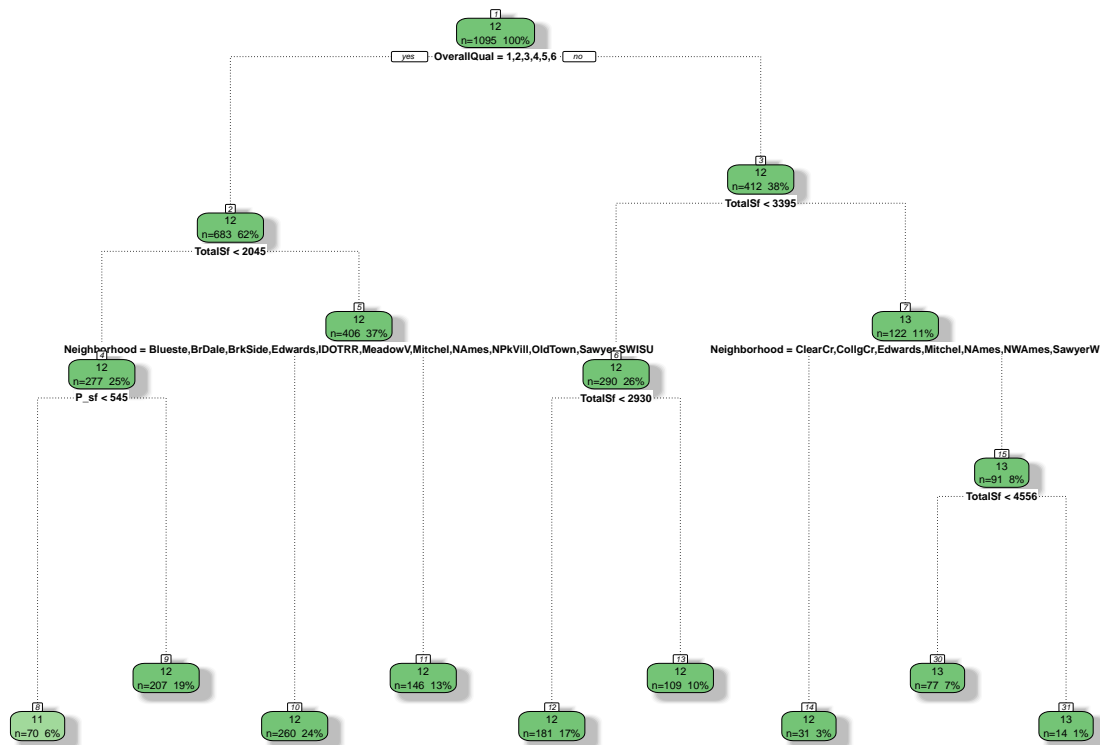 1
12
n=1095 100%
yes OverallQual = 1,2,3,4,5,6 no
3
12
n=412 38%
TotalSf < 3395
2
12
n=683 62%
TotalSf < 2045
5
12
n=406 37%
7
13
n=122 11%
Neighborhood = Blueste,BrDale,BrkSide,Edwards,IDOTRR,MeadowV,Mitchel,NAmes,NPkVill,OldTown,Sawyer,SWISU
Neighborhood = ClearCr,CollgCr,Edwards,Mitchel,NAmes,NWAmes,SawyerW
4
12
n=277 25%
P_sf < 545
6
12
n=290 26%
TotalSf < 2930
15
13
n=91 8%
TotalSf < 4556
9
12
n=207 19%
11
12
n=146 13%
13
12
n=109 10%
30
13
n=77 7%
8
11
n=70 6%
10
12
n=260 24%
12
12
n=181 17%
14
12
n=31 3%
31
13
n=14 1%